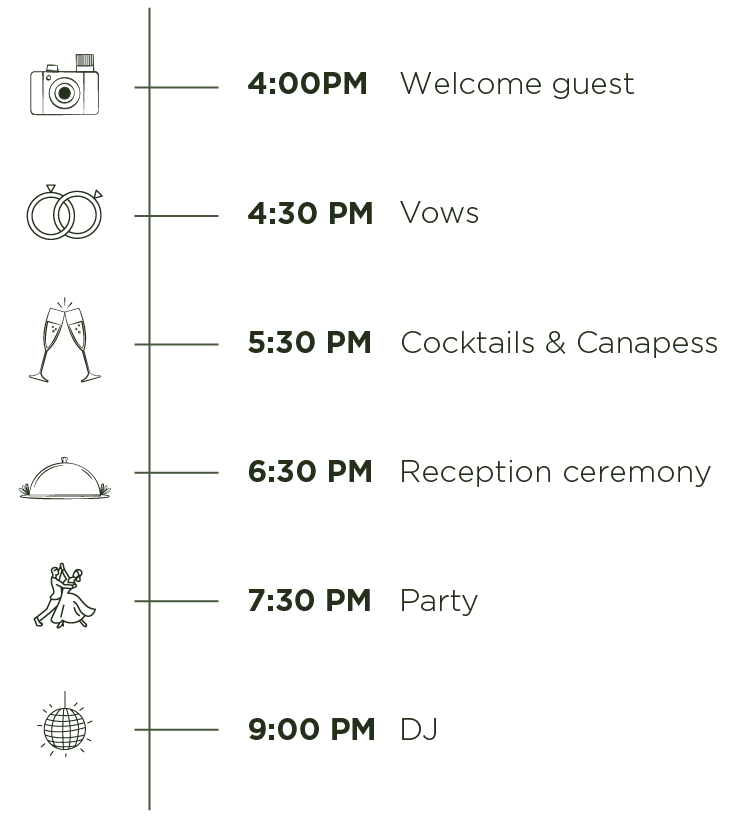 4:00PM Welcome guest
4:30 PM Vows
5:30 PM Cocktails & Canapess
6:30 PM Reception ceremony
7:30 PM Party
9:00 PM DJ